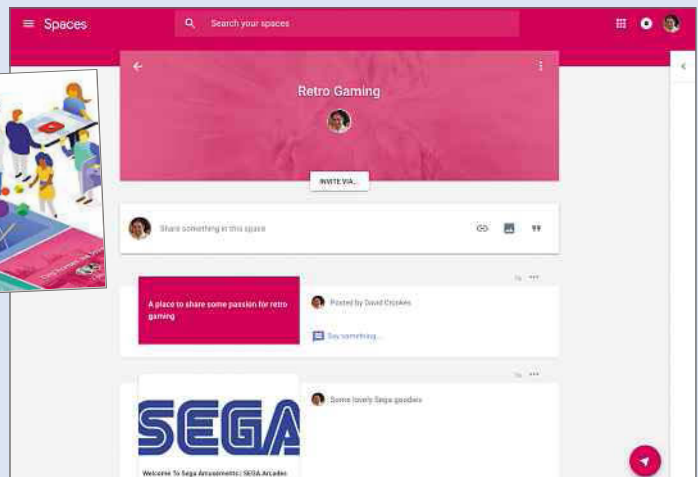 Spaces
Search your spaces
Retro Gaming
INVITE VIA...
Share something in this space
A place to share some passion for retro
gaming
Posted by David Crookes
Say something...
SEGA
Some lovely Sega goodies
Welcome To Sega Amusements | SEGA Arcades